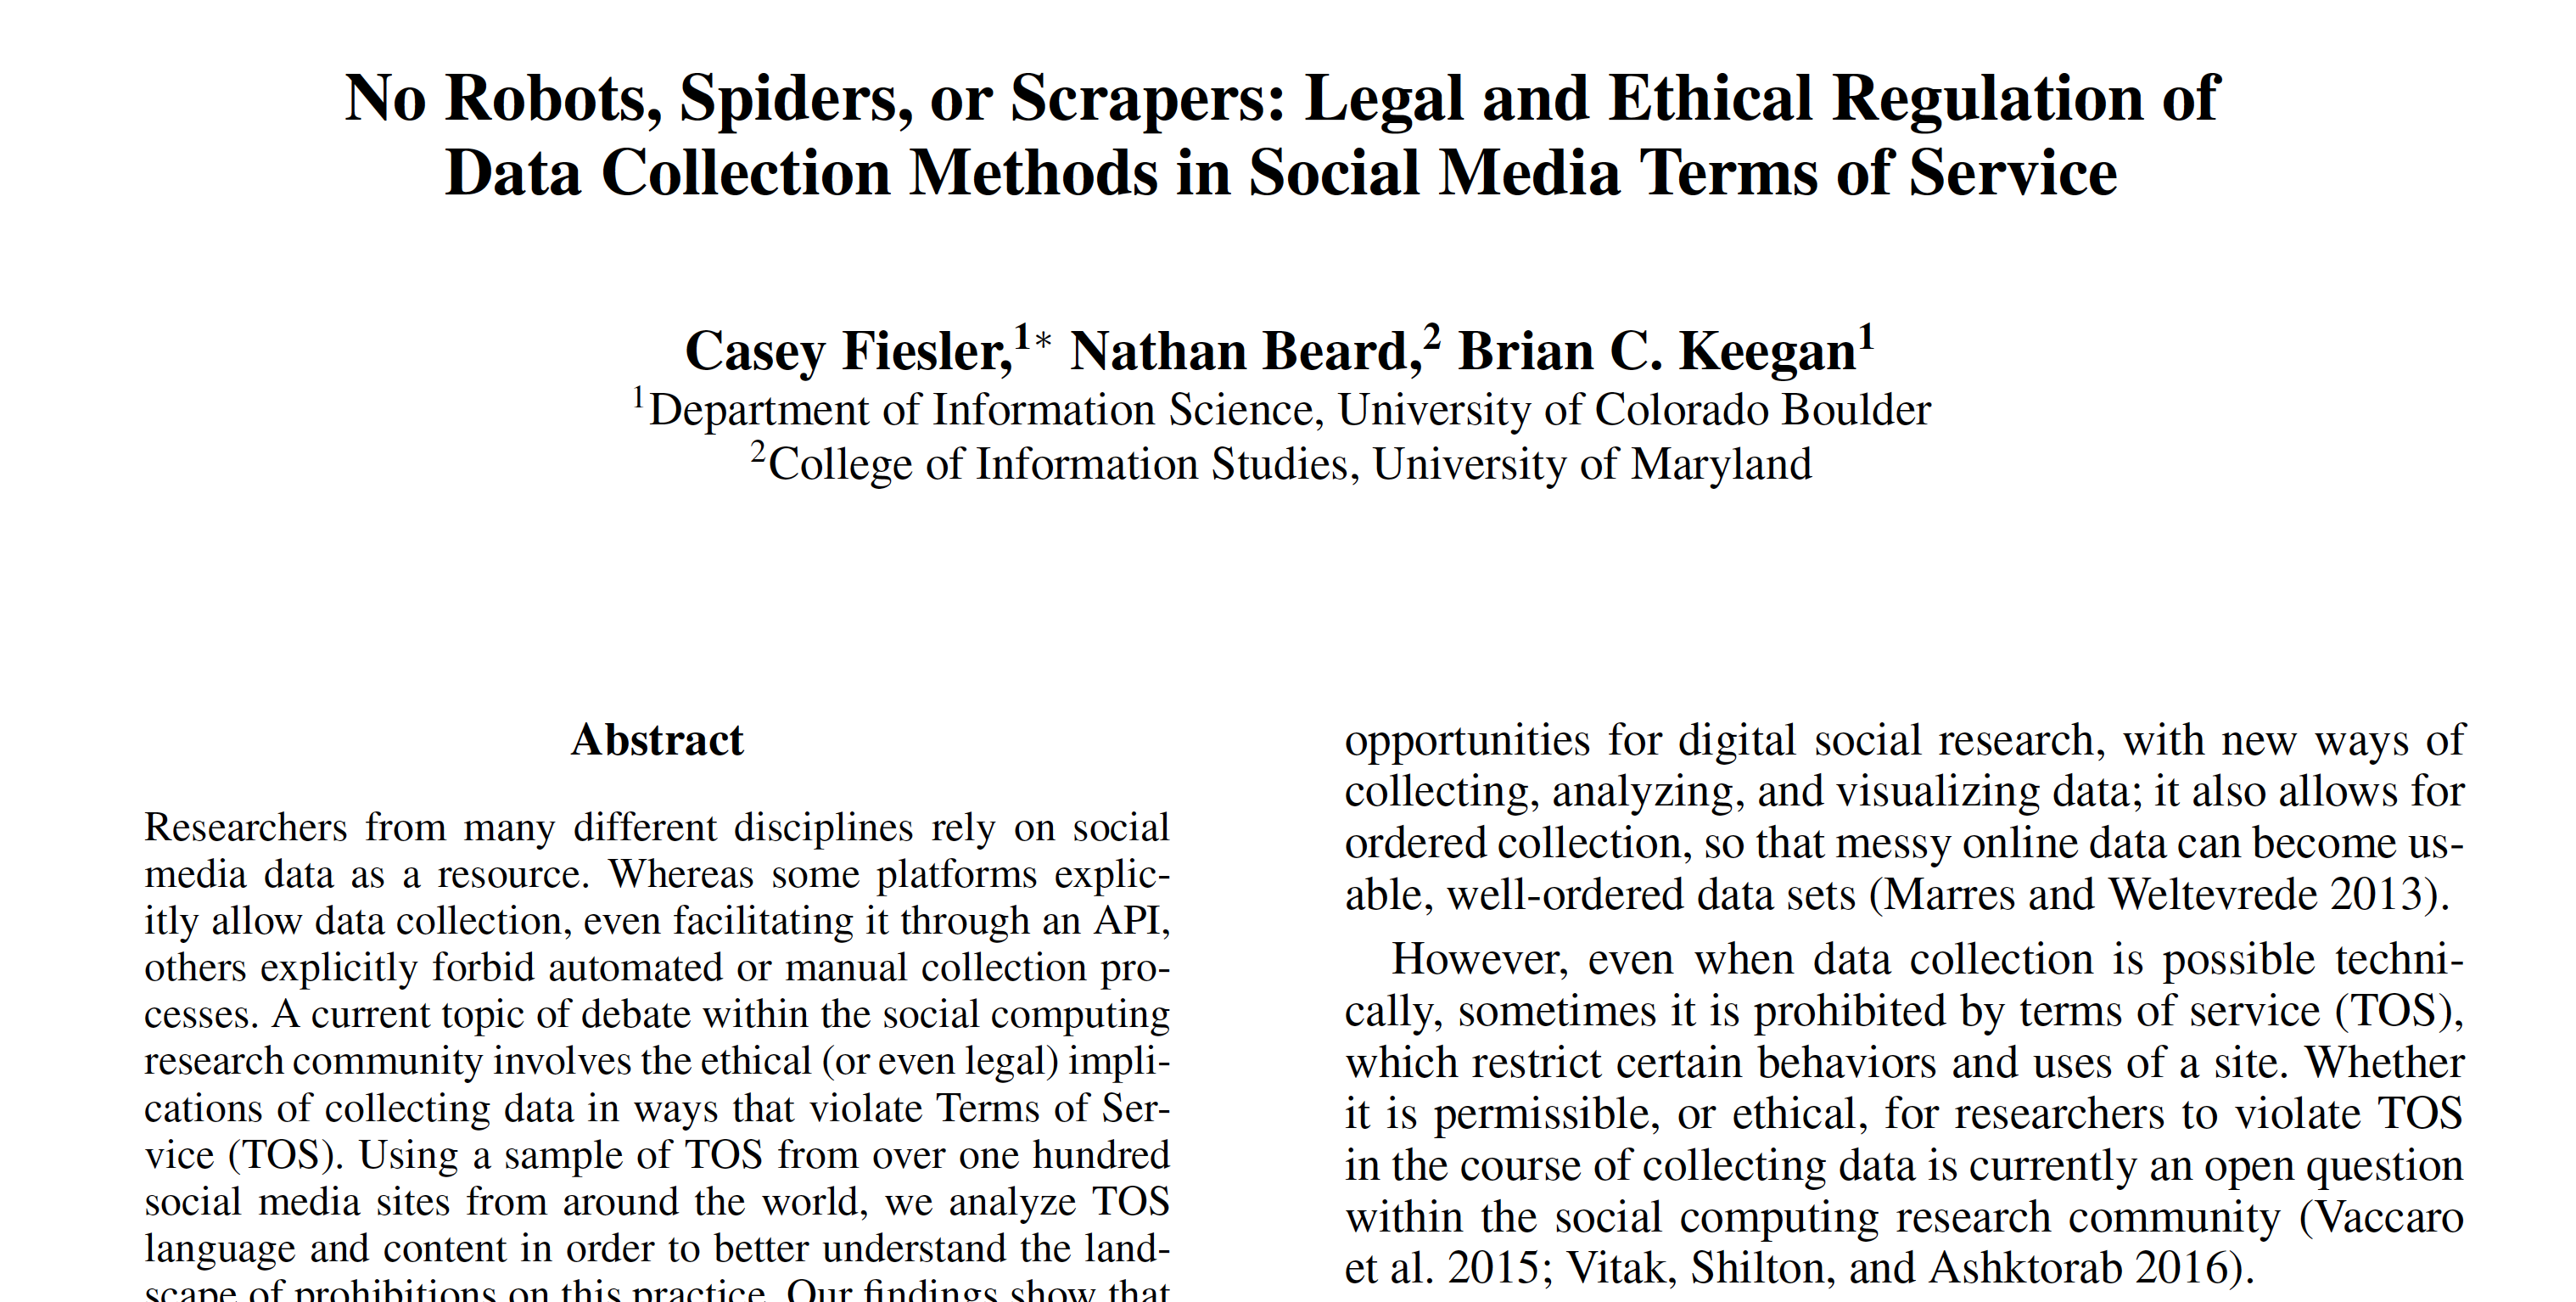 No Robots, Spiders, or Scrapers: Legal and Ethical Regulation of
Data Collection Methods in Social Media Terms of Service
Casey Fiesler,1* Nathan Beard,2 Brian C. Keegan1
1Department of Information Science, University of Colorado Boulder
2College of Information Studies, University of Maryland
Abstract
Researchers from many different disciplines rely on social
media data as a resource. Whereas some platforms explic-
itly allow data collection, even facilitating it through an API,
others explicitly forbid automated or manual collection pro-
cesses. A current topic of debate within the social computing
research community involves the ethical (or even legal) impli-
cations of collecting data in ways that violate Terms of Ser-
vice (TOS). Using a sample of TOS from over one hundred
social media sites from around the world, we analyze TOS
language and content in order to better understand the land-
scape of prohibitions on this practice. Our findings show that
opportunities for digital social research, with new ways of
collecting, analyzing, and visualizing data; it also allows for
ordered collection, so that messy online data can become us-
able, well-ordered data sets (Marres and Weltevrede 2013).
However, even when data collection is possible techni-
cally, sometimes it is prohibited by terms of service (TOS),
which restrict certain behaviors and uses of a site. Whether
it is permissible, or ethical, for researchers to violate TOS
in the course of collecting data is currently an open question
within the social computing research community (Vaccaro
et al. 2015; Vitak, Shilton, and Ashktorab 2016).